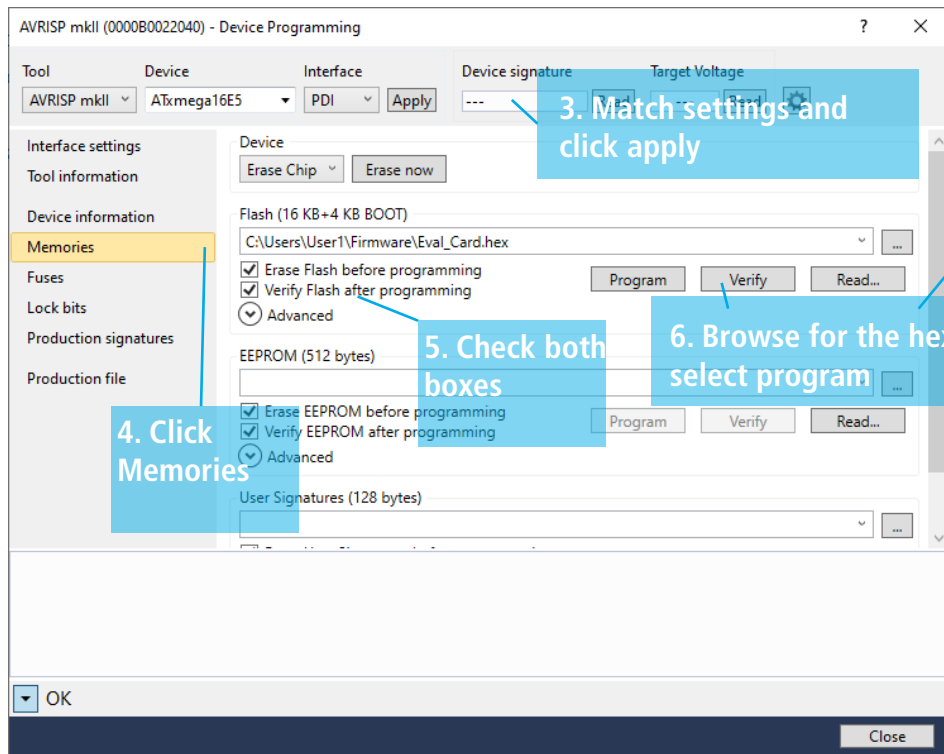 AVRISP mkII (0000B0022040) - Device Programming
Tool Device Interface Device signature Target Voltage
AVRISP mkII ATxmega16E5 PDI Apply --- Read --- Read
3. Match settings and
click apply
Interface settings
Tool information
Device information
Memories
Fuses
Lock bits
Production signatures
Production file
4. Click
Memories
Device
Erase Chip Erase now
Flash (16 KB+4 KB BOOT)
C:\Users\User1\Firmware\Eval_Card.hex ...
Erase Flash before programming
Verify Flash after programming
Program Verify Read...
Advanced
5. Check both
boxes
6. Browse for the hex
select program
EEPROM (512 bytes)
...
Erase EEPROM before programming
Verify EEPROM after programming
Program Verify Read...
Advanced
User Signatures (128 bytes)
...
OK
Close